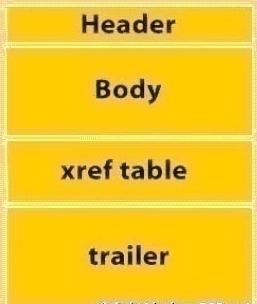 Header
Body
xref table
trailer